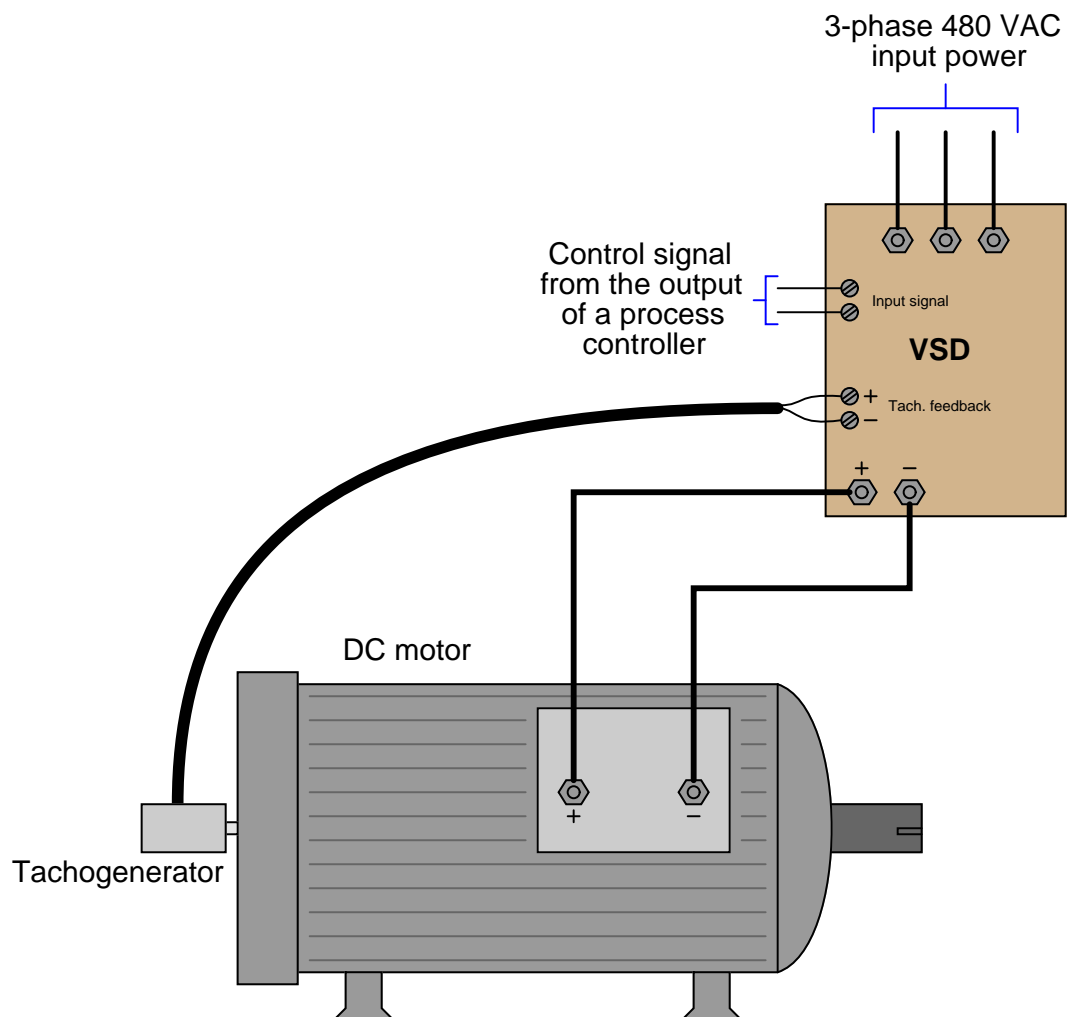 3-phase 480 VAC
input power
Control signal
from the output
of a process
controller
Input signal
VSD
+
Tach. feedback
−
+ −
DC motor
+ −
Tachogenerator